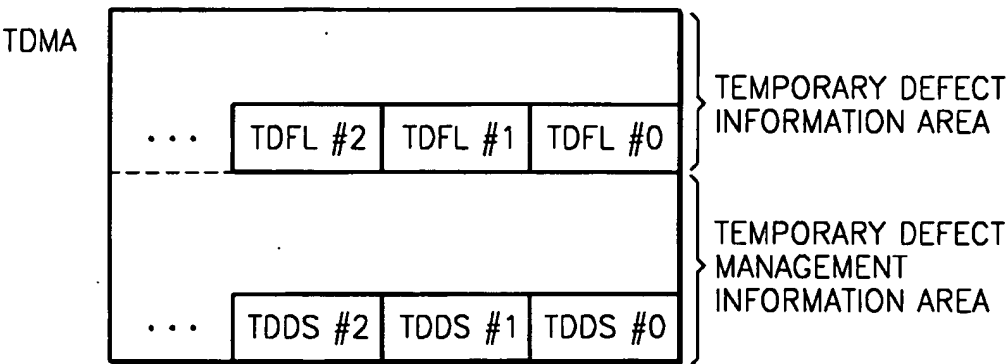 TDMA
TEMPORARY DEFECT
INFORMATION AREA
... TDFL #2 TDFL #1 TDFL #0
TEMPORARY DEFECT
MANAGEMENT
INFORMATION AREA
... TDDS #2 TDDS #1 TDDS #0